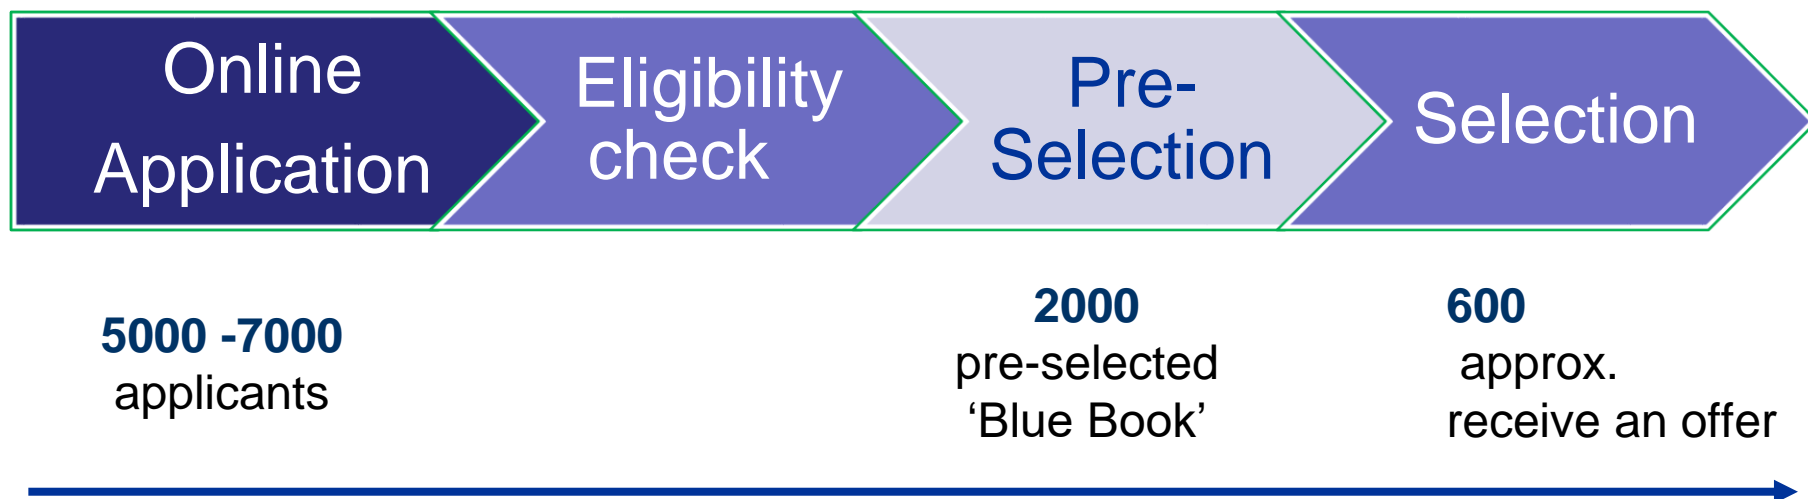 Online
Application
Eligibility
check
Pre-
Selection
Selection
5000 -7000
applicants
2000
pre-selected
‘Blue Book’
600
approx.
receive an offer